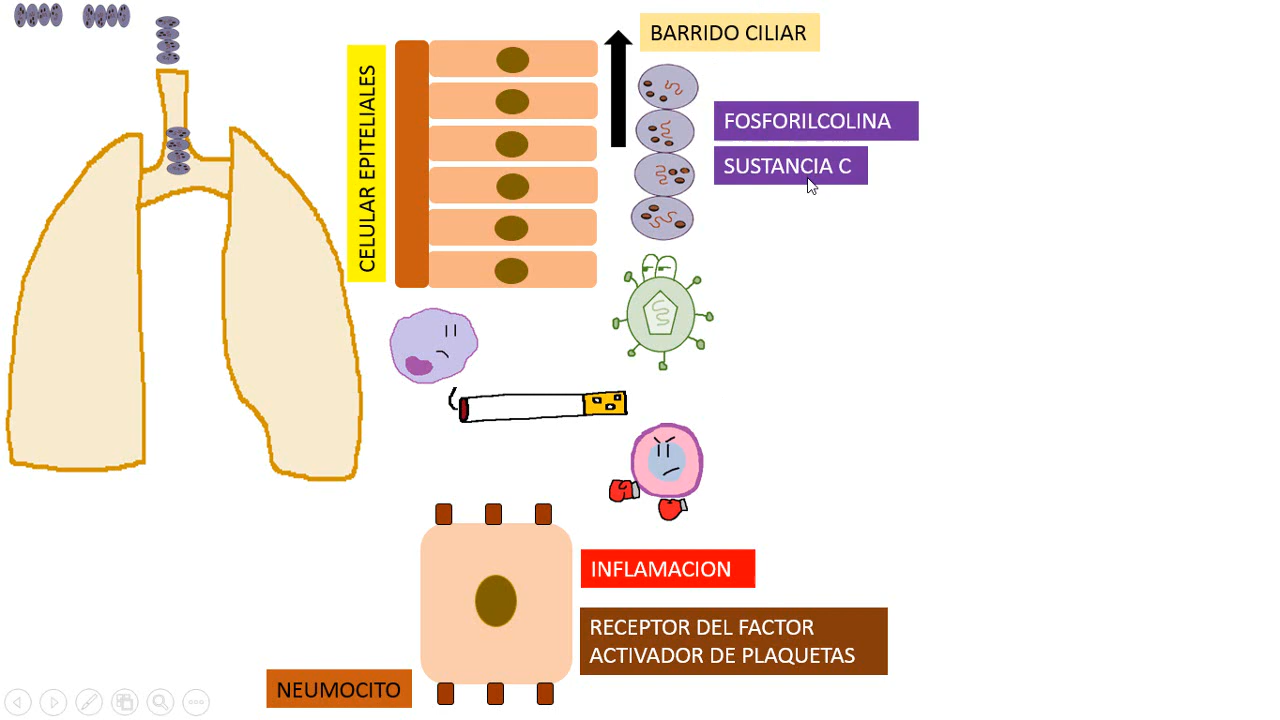 BARRIDO CILIAR
CELULAR EPITELIALES
FOSFORILCOLINA
SUSTANCIA C
INFLAMACION
RECEPTOR DEL FACTOR
ACTIVADOR DE PLAQUETAS
NEUMOCITO